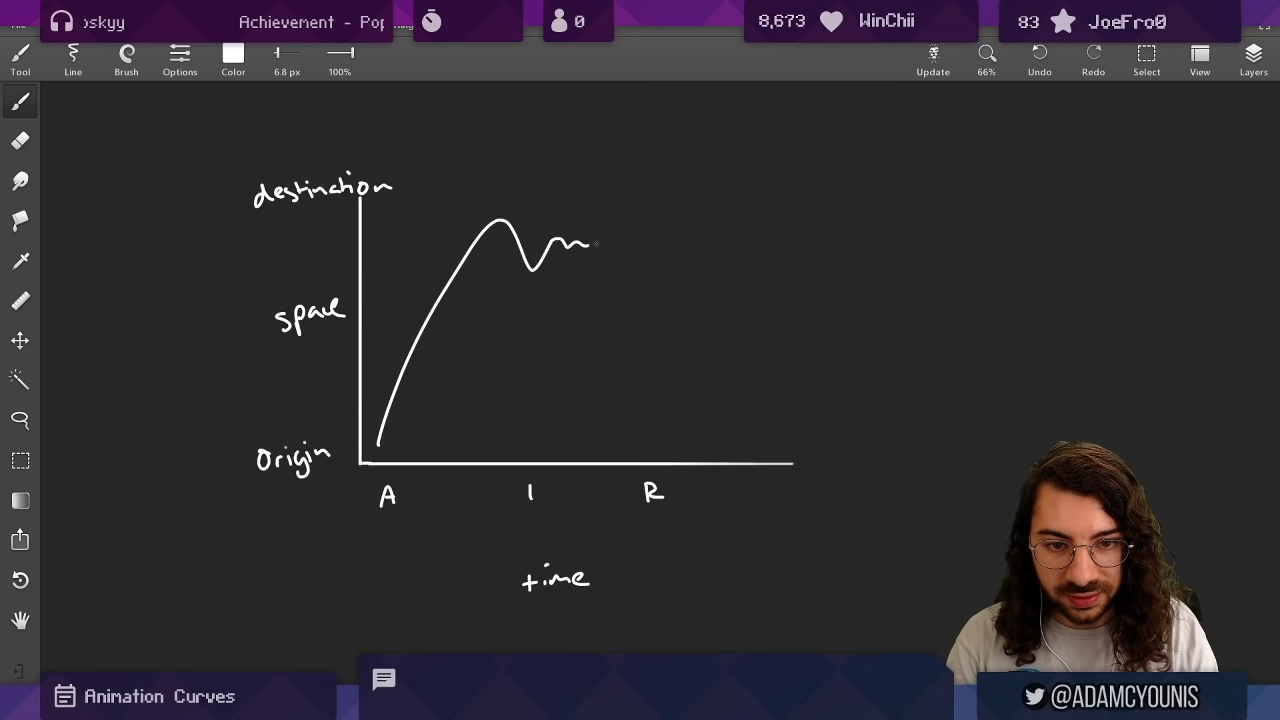 oskyy Achievement - Pop 0 8,673 WinChii 83 JoeFro0
Tool Line Brush Options Color 6.8 px 100% Update 66% Undo Redo Select View Layers
destination
space
Origin
A I R
time
Animation Curves
@ADAMCYOUNIS